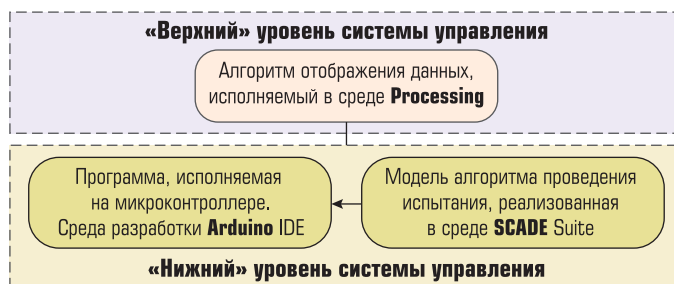 «Верхний» уровень системы управления
Алгоритм отображения данных,
исполняемый в среде Processing
Программа, исполняемая
на микроконтроллере.
Среда разработки Arduino IDE
Модель алгоритма проведения
испытания, реализованная
в среде SCADE Suite
«Нижний» уровень системы управления